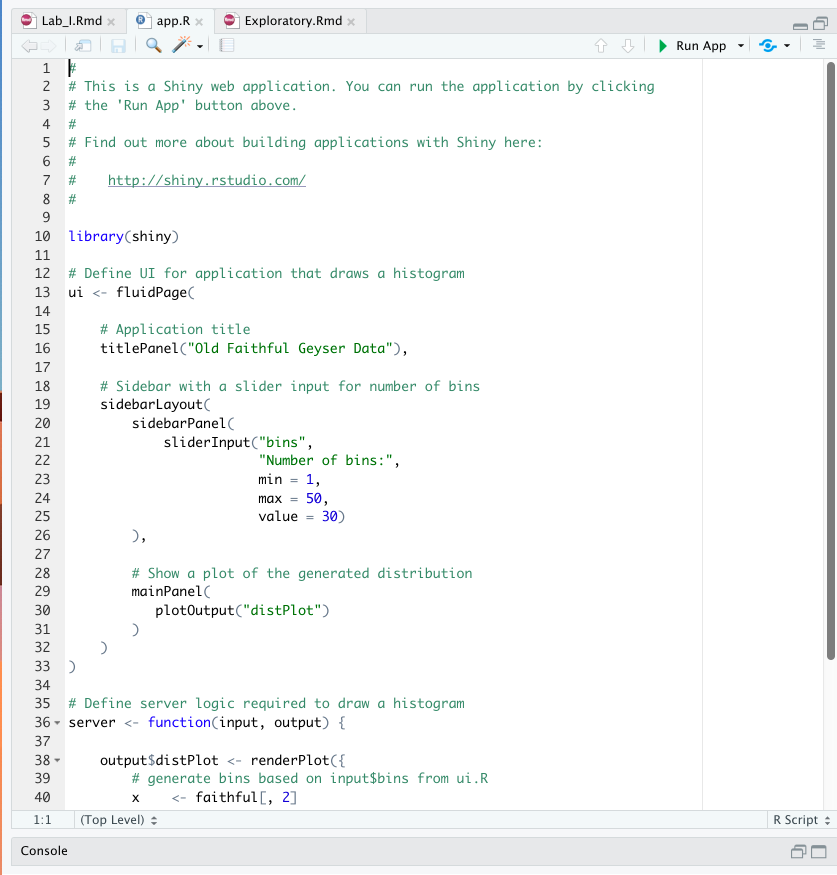 Lab_I.Rmd
app.R
Exploratory.Rmd
Run App
1 #
2 # This is a Shiny web application. You can run the application by clicking
3 # the 'Run App' button above.
4 #
5 # Find out more about building applications with Shiny here:
6 #
7 #    http://shiny.rstudio.com/
8 #
9
10 library(shiny)
11
12 # Define UI for application that draws a histogram
13 ui <- fluidPage(
14
15     # Application title
16     titlePanel("Old Faithful Geyser Data"),
17
18     # Sidebar with a slider input for number of bins
19     sidebarLayout(
20         sidebarPanel(
21             sliderInput("bins",
22                         "Number of bins:",
23                         min = 1,
24                         max = 50,
25                         value = 30)
26         ),
27
28         # Show a plot of the generated distribution
29         mainPanel(
30            plotOutput("distPlot")
31         )
32     )
33 )
34
35 # Define server logic required to draw a histogram
36 server <- function(input, output) {
37
38     output$distPlot <- renderPlot({
39         # generate bins based on input$bins from ui.R
40         x    <- faithful[, 2]
1:1 (Top Level) R Script
Console